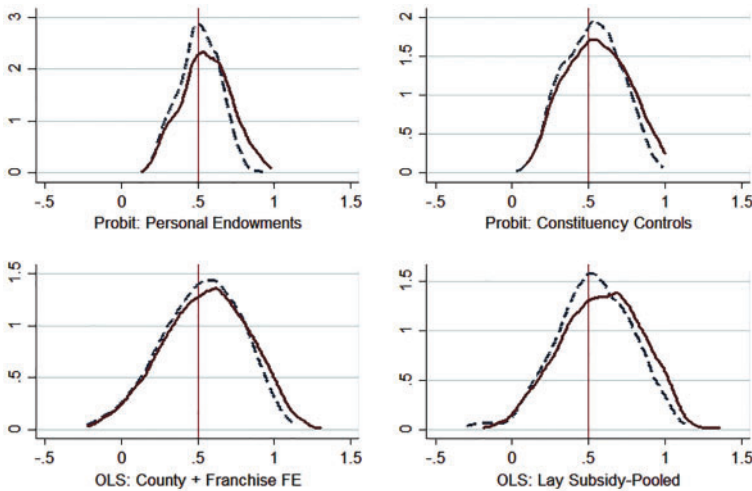 3
2
1
0
-.5 0 .5 1 1.5
Probit: Personal Endowments
2
1.5
1
.5
0
-.5 0 .5 1 1.5
Probit: Constituency Controls
1.5
1
.5
0
-.5 0 .5 1 1.5
OLS: County + Franchise FE
1.5
1
.5
0
-.5 0 .5 1 1.5
OLS: Lay Subsidy-Pooled